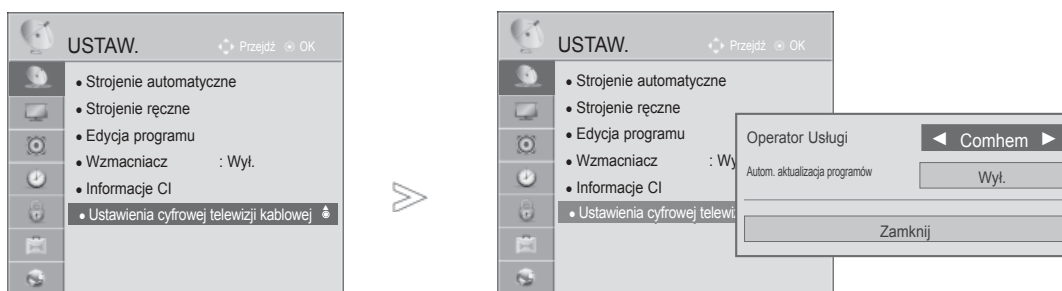 USTAW.
Przejdź OK
• Strojenie automatyczne
• Strojenie ręczne
• Edycja programu
• Wzmacniacz : Wył.
• Informacje CI
• Ustawienia cyfrowej telewizji kablowej
USTAW.
Przejdź OK
• Strojenie automatyczne
• Strojenie ręczne
• Edycja programu
• Wzmacniacz : Wy
• Informacje CI
• Ustawienia cyfrowej telewi
Operator Usługi ◄ Comhem ►
Autom. aktualizacja programów Wył.
Zamknij